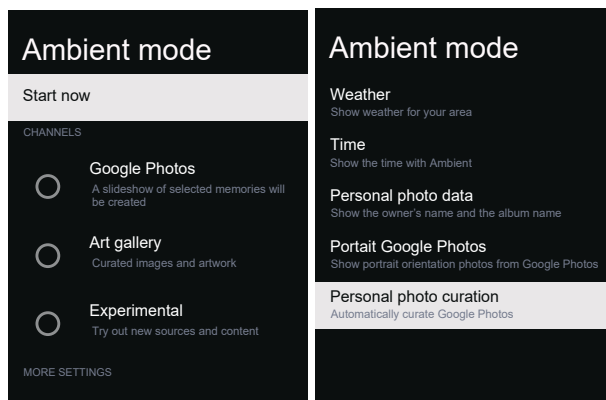 Ambient mode
Start now
CHANNELS
Google Photos
A slideshow of selected memories will
be created
Art gallery
Curated images and artwork
Experimental
Try out new sources and content
MORE SETTINGS
Ambient mode
Weather
Show weather for your area
Time
Show the time with Ambient
Personal photo data
Show the owner's name and the album name
Portait Google Photos
Show portrait orientation photos from Google Photos
Personal photo curation
Automatically curate Google Photos